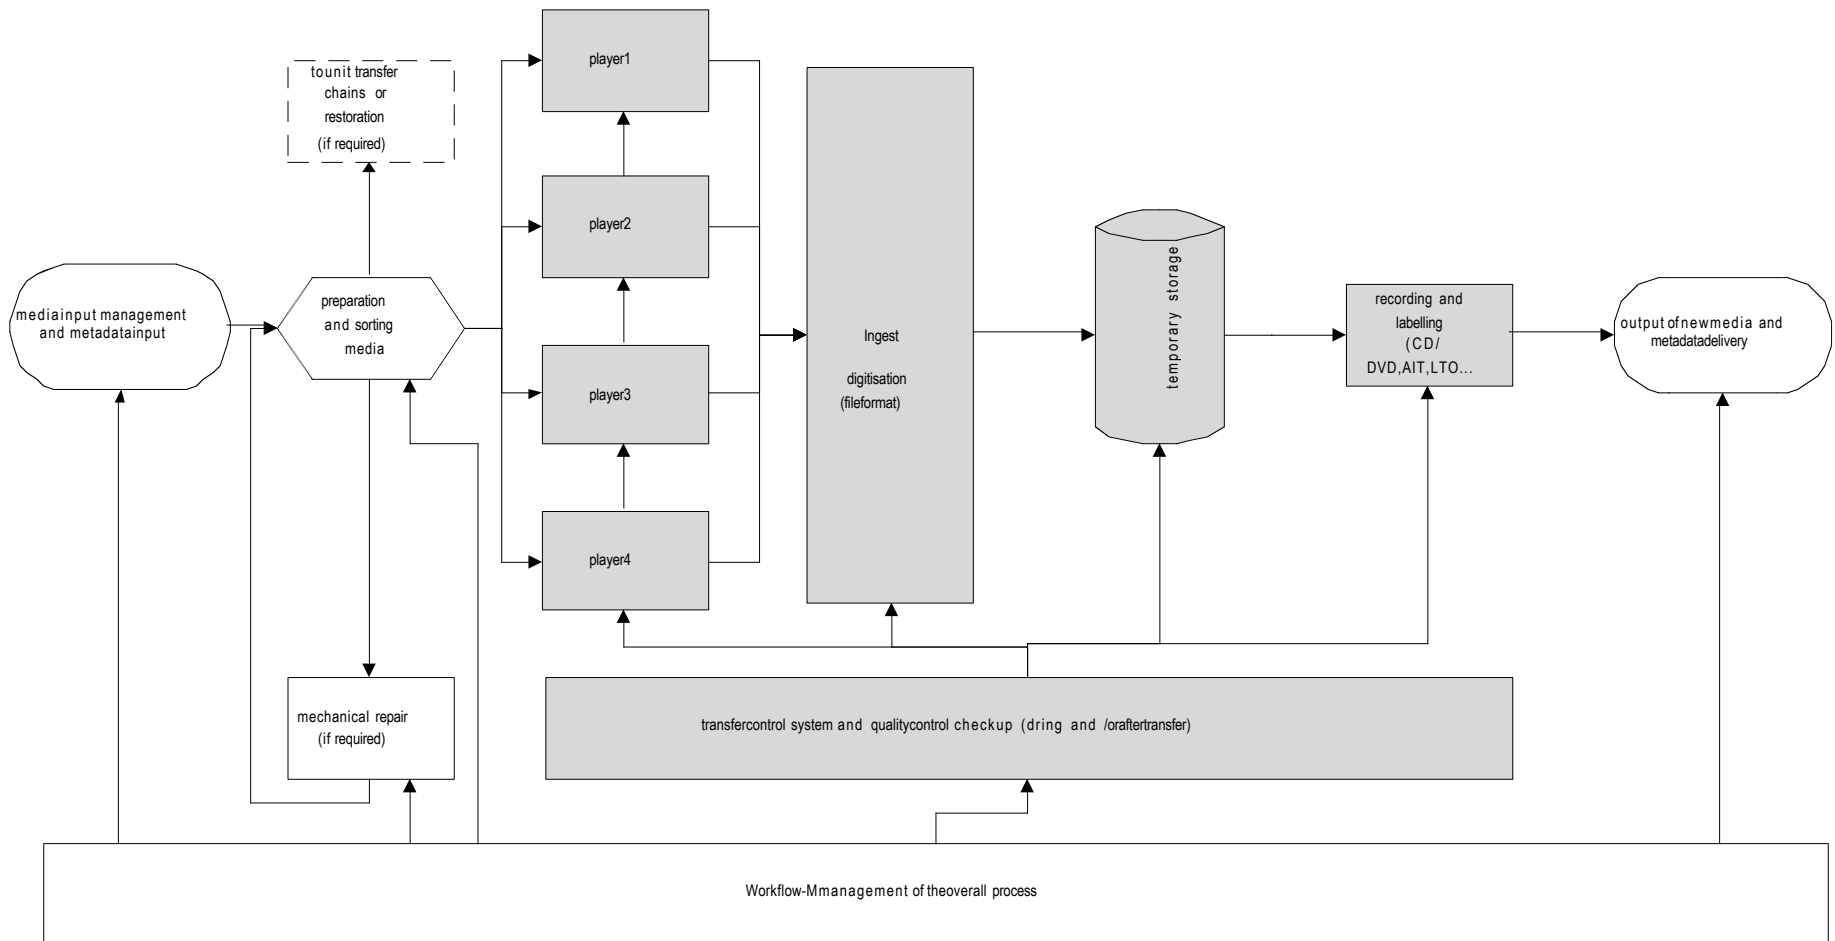 tounit transfer
chains or
restoration
(if required)
mediainput management
and metadatainput
preparation
and sorting
media
mechanical repair
(if required)
player1
player2
player3
player4
Ingest
digitisation
(fileformat)
temporary storage
recording and
labelling
(CD/
DVD,AIT,LTO...
output ofnewmedia and
metadatadelivery
transfercontrol system and qualitycontrol checkup (dring and /oraftertransfer)
Workflow-Mmanagement of theoverall process